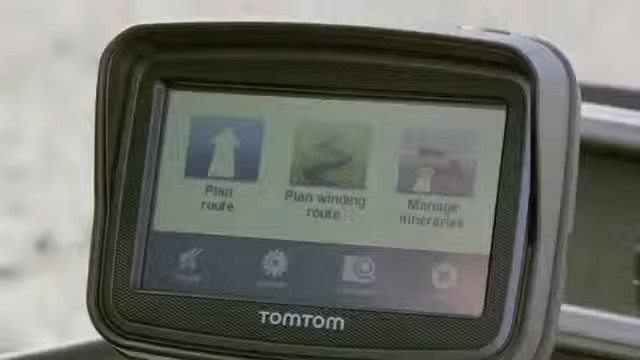 Plan
route
Plan winding
route
Manage
itineraries
TOMTOM